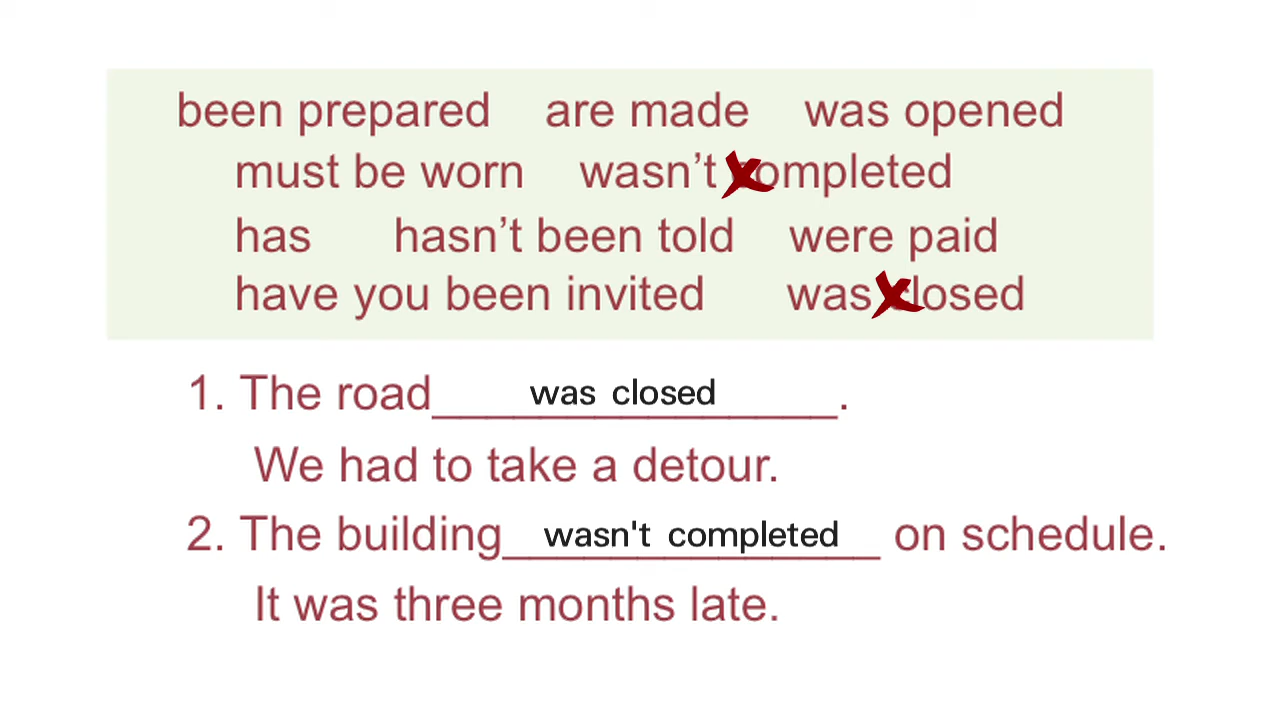 been prepared are made was opened
must be worn wasn't completed
has hasn't been told were paid
have you been invited was closed
1. The road was closed.
We had to take a detour.
2. The building wasn't completed on schedule.
It was three months late.